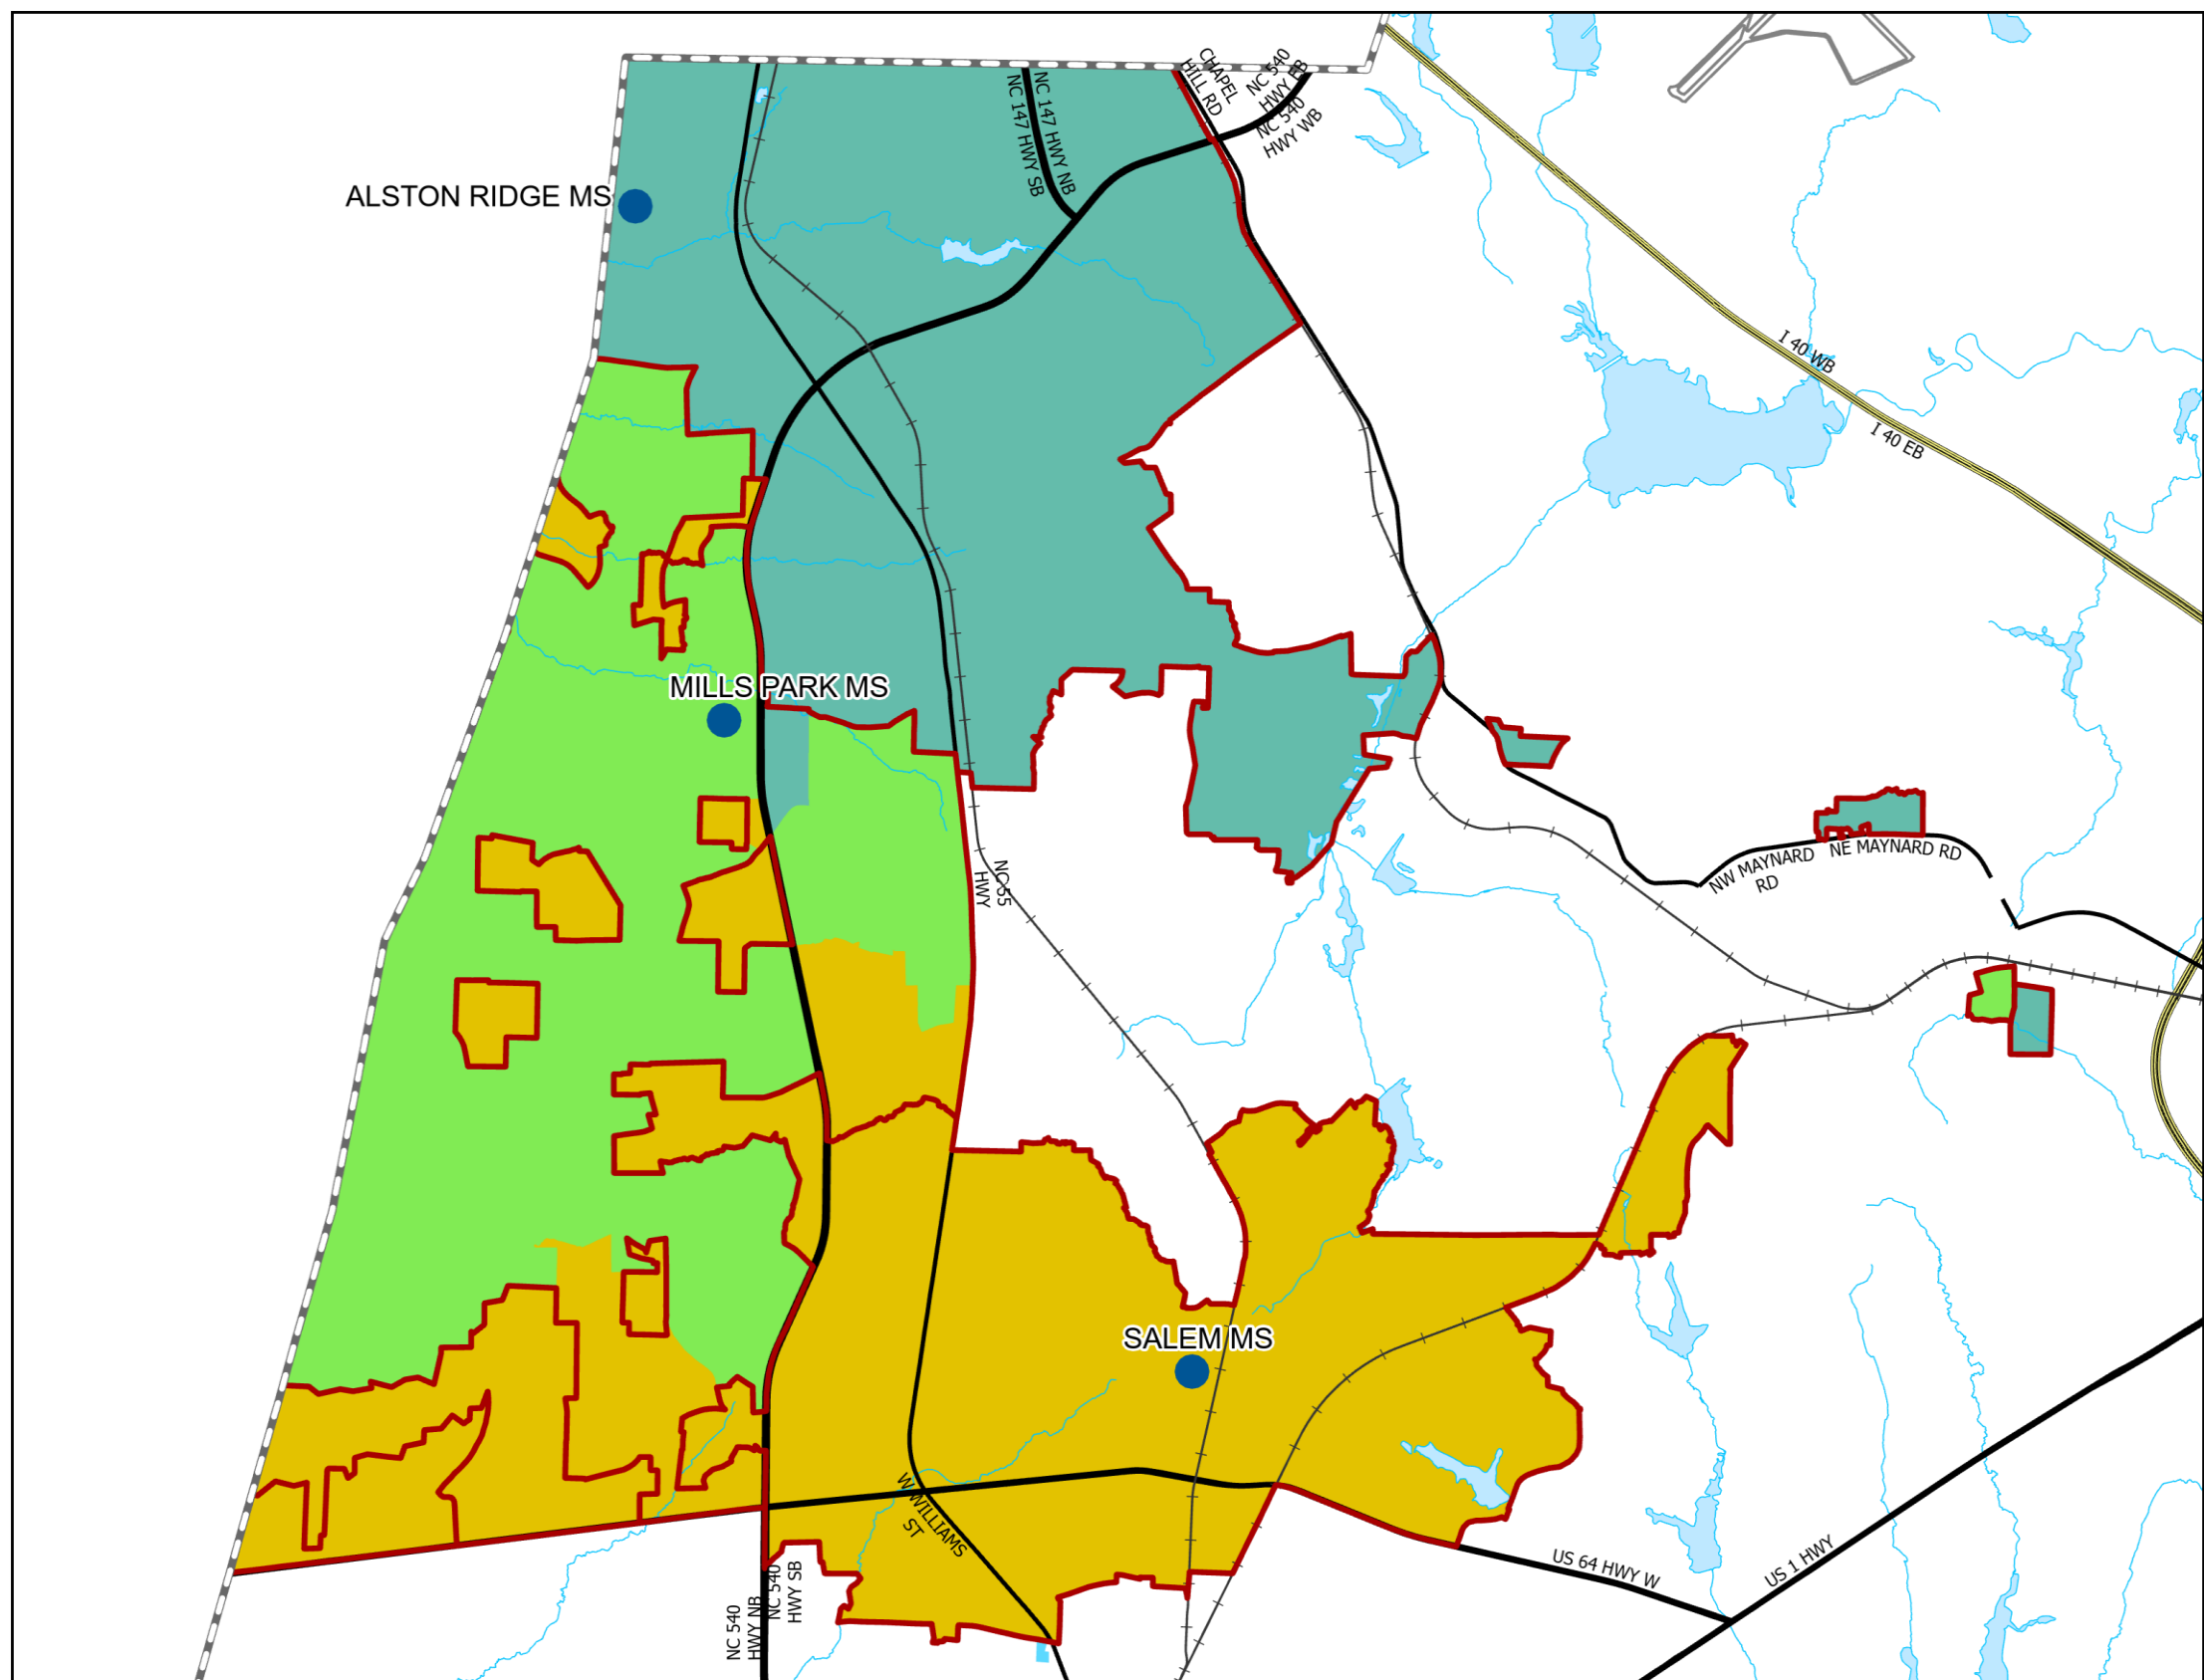 CHAPEL
HILL RD
NC 540
HWY EB
NC 540
HWY WB
NC 147 HWY NB
NC 147 HWY SB
ALSTON RIDGE MS
I 40 WB
I 40 EB
MILLS PARK MS
NW MAYNARD
RD
NE MAYNARD RD
NC 55
HWY
SALEM MS
W WILLIAMS
ST
US 64 HWY W
US 1 HWY
NC 540
HWY NB
NC 540
HWY SB